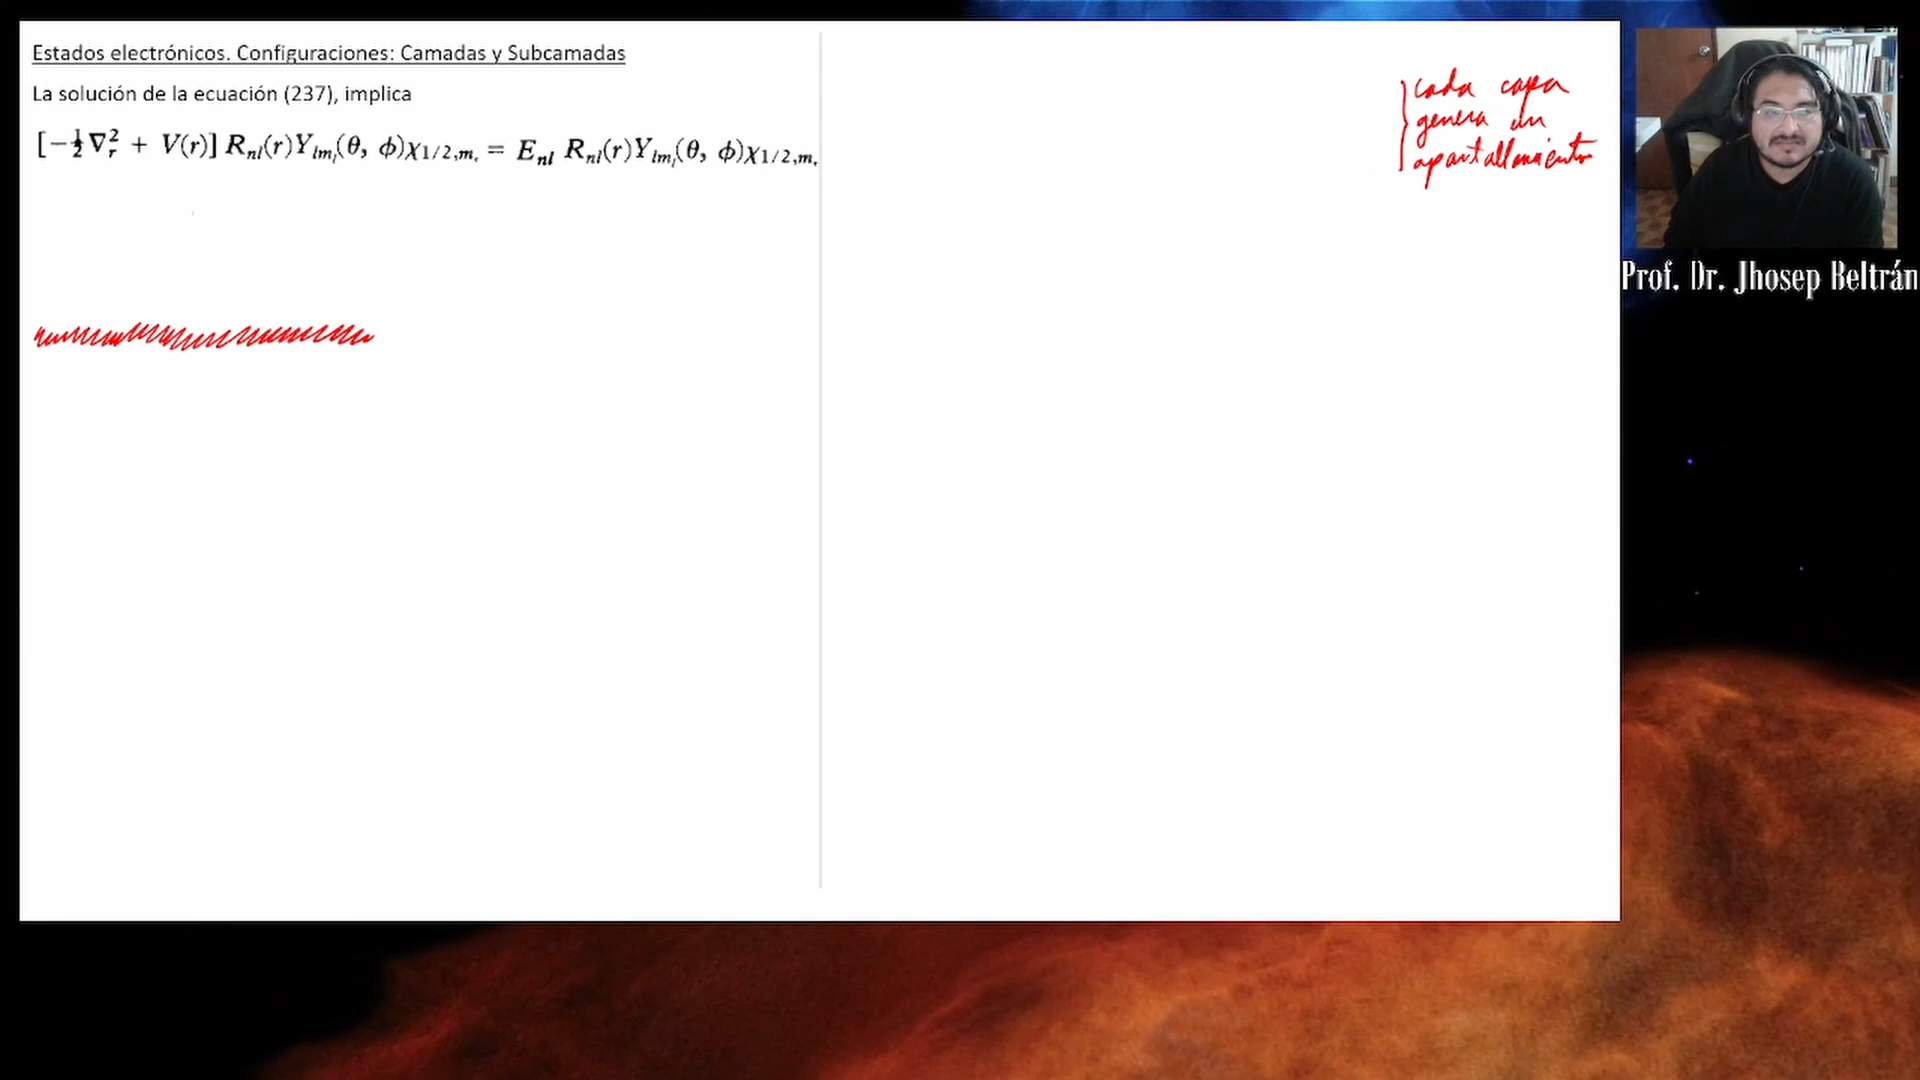 Estados electrónicos. Configuraciones: Camadas y Subcamadas
La solución de la ecuación (237), implica
[-½ ∇²ᵣ + V(r)] Rₙₗ(r)Yₗₘₗ(θ, ϕ)χ₁/₂,ₘₛ = Eₙₗ Rₙₗ(r)Yₗₘₗ(θ, ϕ)χ₁/₂,ₘₛ
cada capa
genera un
apantallamiento
Prof. Dr. Jhosep Beltrán